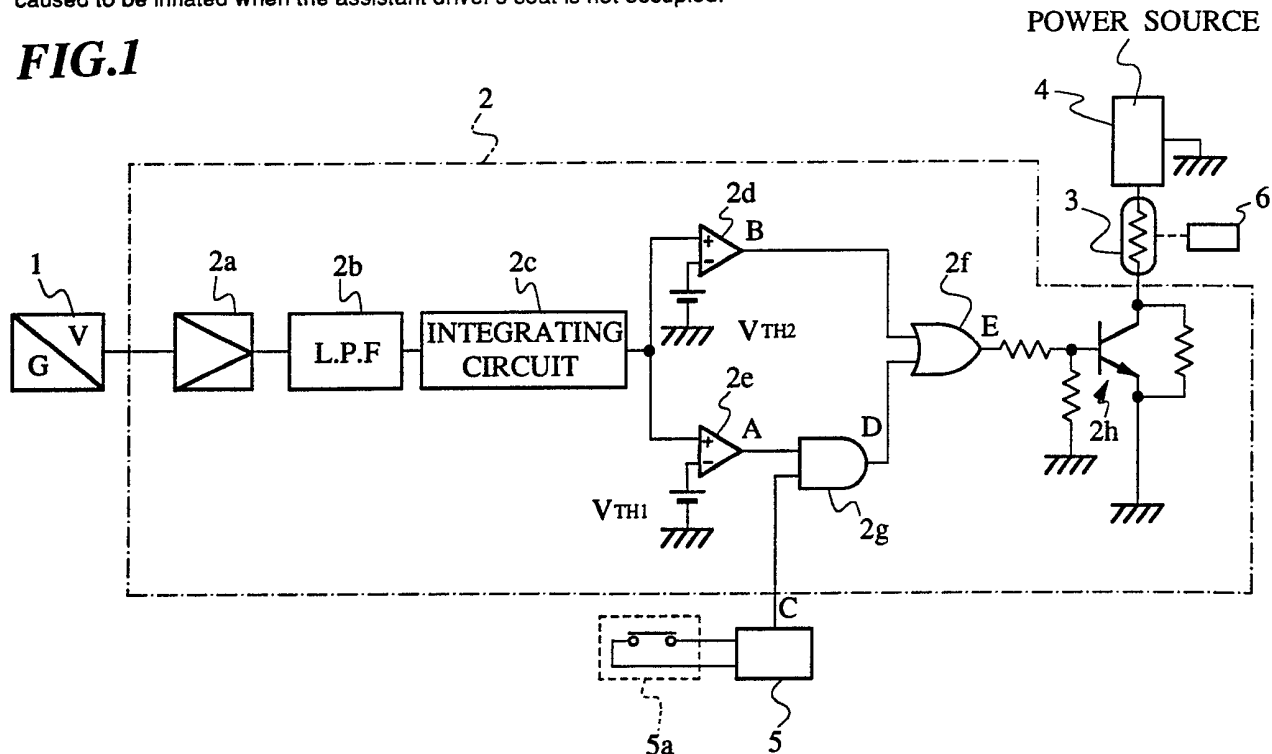 caused to be inflated when the assistant driver's seat is not occupied.
FIG.1
POWER SOURCE
2
4
3
6
1
2a
2b
2c
2d
B
2f
V
G
L.P.F
INTEGRATING
CIRCUIT
VTH2
E
2e
A
D
2h
VTH1
2g
C
5a
5